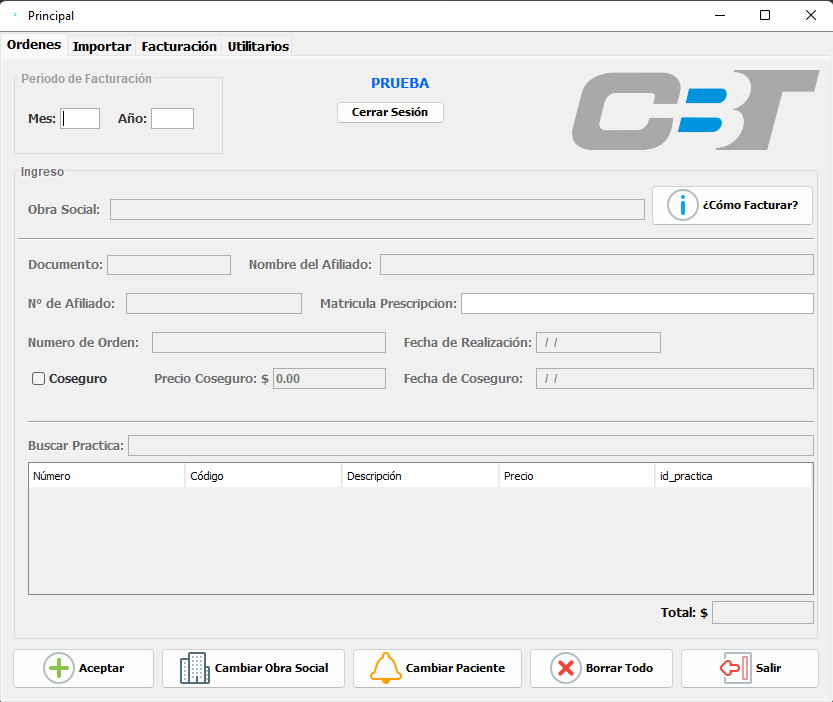 Principal
Ordenes Importar Facturación Utilitarios
Periodo de Facturación
Mes: Año:
PRUEBA
Cerrar Sesión
CBT
Ingreso
Obra Social:
¿Cómo Facturar?
Documento: Nombre del Afiliado:
Nº de Afiliado: Matricula Prescripcion:
Numero de Orden: Fecha de Realización: / /
Coseguro Precio Coseguro: $ 0.00 Fecha de Coseguro: / /
Buscar Practica:
Número Código Descripción Precio id_practica
Total: $
Aceptar Cambiar Obra Social Cambiar Paciente Borrar Todo Salir